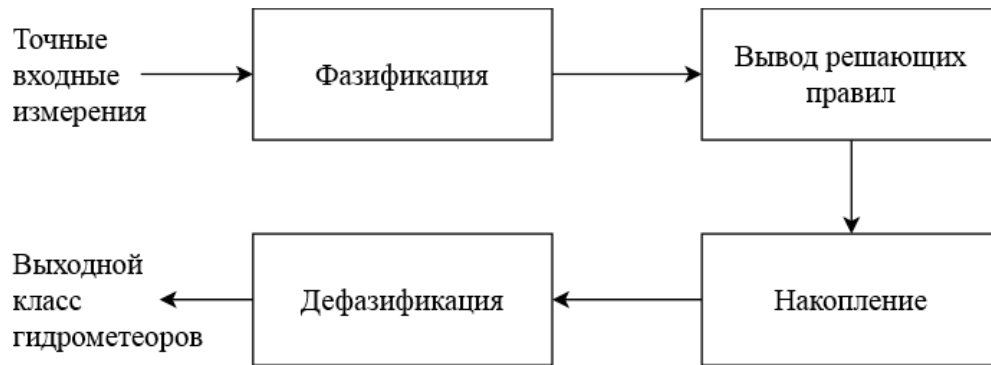 Точные
входные
измерения
Фазификация
Вывод решающих
правил
Выходной
класс
гидрометеоров
Дефазификация
Накопление